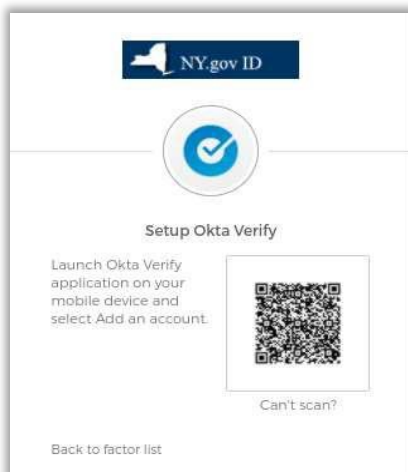 NY.gov ID
Setup Okta Verify
Launch Okta Verify
application on your
mobile device and
select Add an account.
Can't scan?
Back to factor list